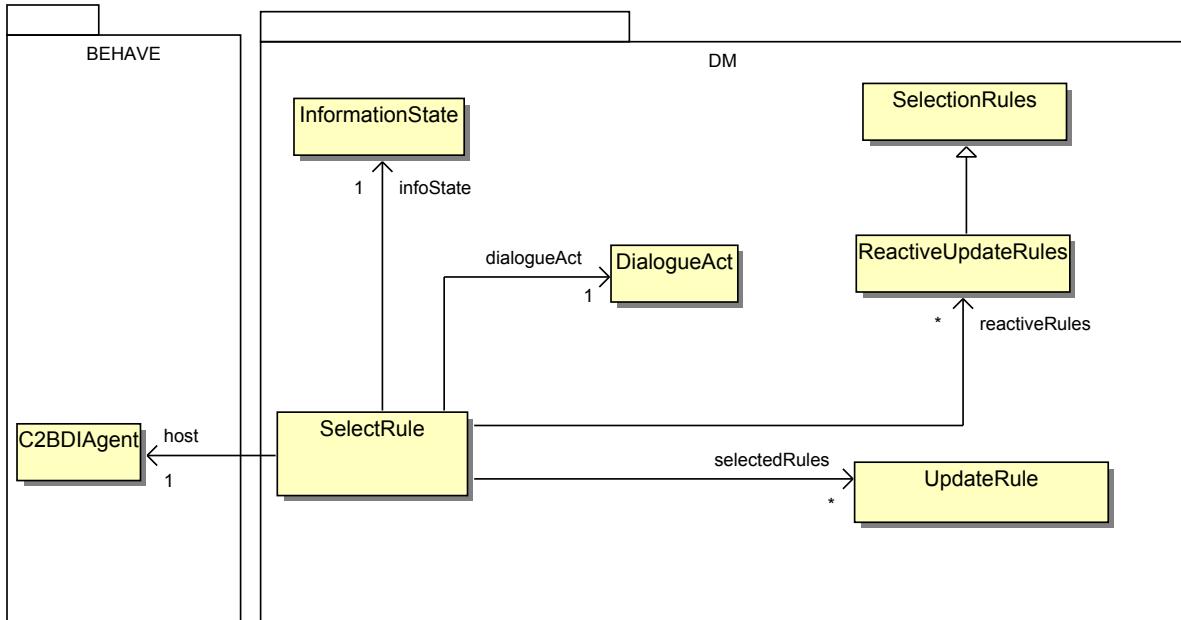 BEHAVE
DM
InformationState
SelectionRules
1
infoState
dialogueAct
DialogueAct
1
ReactiveUpdateRules
*
reactiveRules
C2BDIAgent
host
1
SelectRule
selectedRules
*
UpdateRule